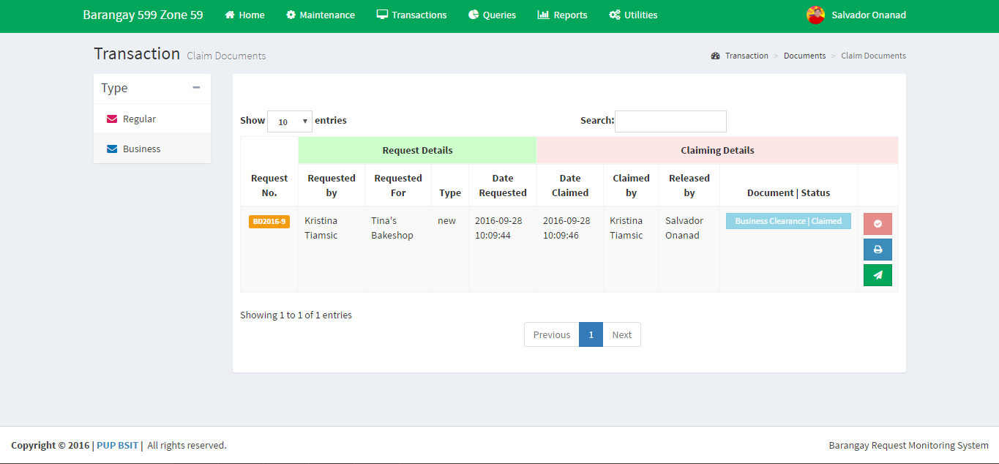 Barangay 599 Zone 59 Home Maintenance Transactions Queries Reports Utilities Salvador Onanad
Transaction Claim Documents Transaction > Documents > Claim Documents
Type
Regular
Business
Show 10 entries Search:
Request Details Claiming Details
Request No. Requested by Requested For Type Date Requested Date Claimed Claimed by Released by Document | Status
BD2016-9 Kristina Tiamsic Tina's Bakeshop new 2016-09-28 10:09:44 2016-09-28 10:09:46 Kristina Tiamsic Salvador Onanad Business Clearance | Claimed
Showing 1 to 1 of 1 entries
Previous 1 Next
Copyright © 2016 | PUP BSIT | All rights reserved. Barangay Request Monitoring System